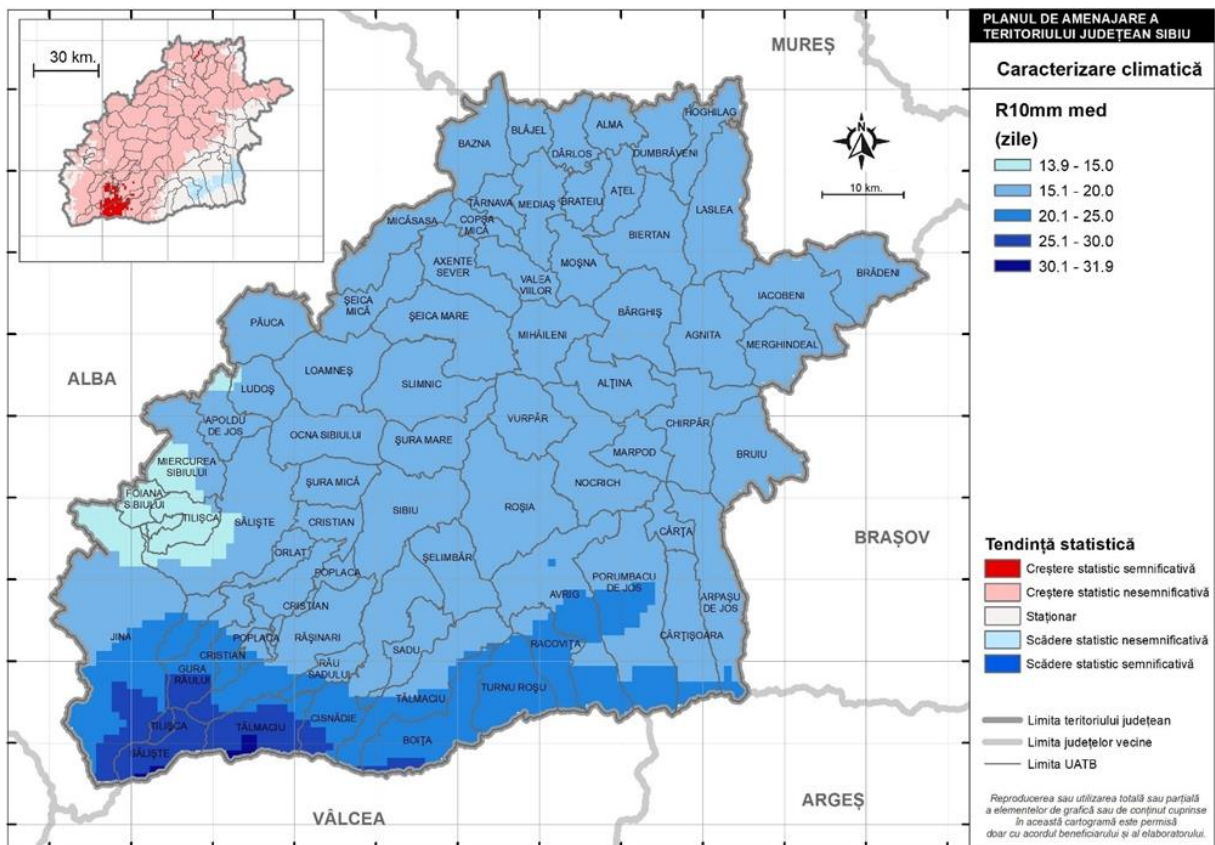 PLANUL DE AMENAJARE A
TERITORIULUI JUDEȚEAN SIBIU
Caracterizare climatică
R10mm med
(zile)
13.9 - 15.0
15.1 - 20.0
20.1 - 25.0
25.1 - 30.0
30.1 - 31.9
Tendință statistică
Creștere statistic semnificativă
Creștere statistic nesemnificativă
Staționar
Scădere statistic nesemnificativă
Scădere statistic semnificativă
Limita teritoriului județean
Limita județelor vecine
Limita UATB
Reproducerea sau utilizarea totală sau parțială
a elementelor de grafică sau de conținut cuprinse
în această cartogramă este permisă
doar cu acordul beneficiarului și al elaboratorului.
30 km.
N
10 km.
MUREȘ
ALBA
BRAȘOV
ARGEȘ
VÂLCEA
HOGHILAG
BAZNA
BLĂJEL
ALMA
DÂRLOS
DUMBRĂVENI
AȚEL
TÂRNAVA
MEDIAȘ
BRATEIU
LASLEA
MICĂSASA
COPȘA
MICĂ
BIERTAN
AXENTE
SEVER
MOȘNA
VALEA
VIILOR
BRĂDENI
IACOBENI
ȘEICA
MICĂ
ȘEICA MARE
BÂRGHIȘ
PĂUCA
MIHĂILENI
AGNITA
MERGHINDEAL
LOAMNEȘ
SLIMNIC
ALȚINA
LUDOȘ
VURPĂR
CHIRPĂR
APOLDU
DE JOS
OCNA SIBIULUI
ȘURA MARE
MARPOD
BRUIU
MIERCUREA
SIBIULUI
ȘURA MICĂ
NOCRICH
POIANA
SIBIULUI
TILIȘCA
SĂLIȘTE
CRISTIAN
SIBIU
ROȘIA
CÂRȚA
ORLAT
ȘELIMBĂR
POPLACA
PORUMBACU
DE JOS
AVRIG
ARPAȘU
DE JOS
CRISTIAN
JINA
POPLACA
RĂȘINARI
CÂRȚIȘOARA
RACOVIȚA
CRISTIAN
SADU
GURA
RÂULUI
RÂU
SADULUI
TURNU ROȘU
TĂLMACIU
CISNĂDIE
TILIȘCA
TĂLMACIU
BOIȚA
SĂLIȘTE